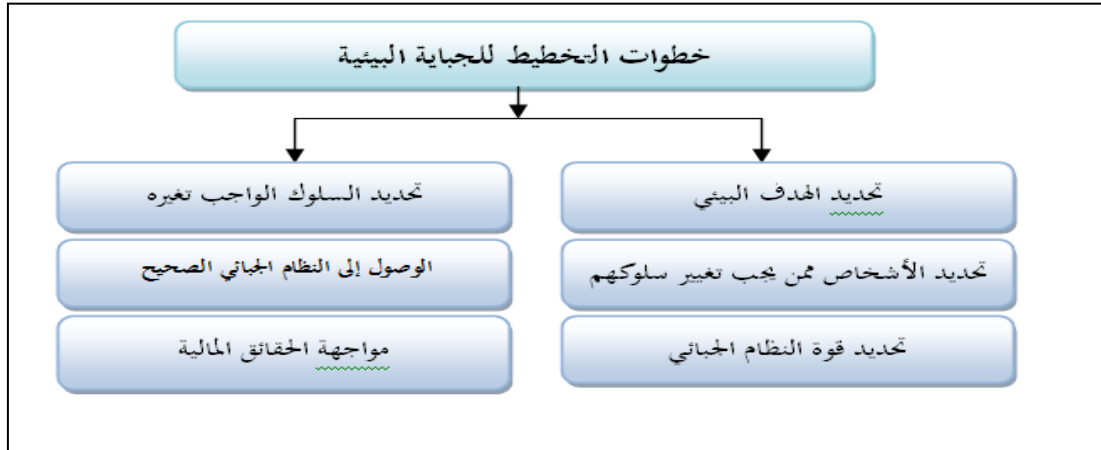 خطوات التخطيط للجباية البيئية
تحديد الهدف البيئي
تحديد السلوك الواجب تغيره
تحديد الأشخاص ممن يجب تغيير سلوكهم
الوصول إلى النظام الجبائي الصحيح
تحديد قوة النظام الجبائي
مواجهة الحقائق المالية